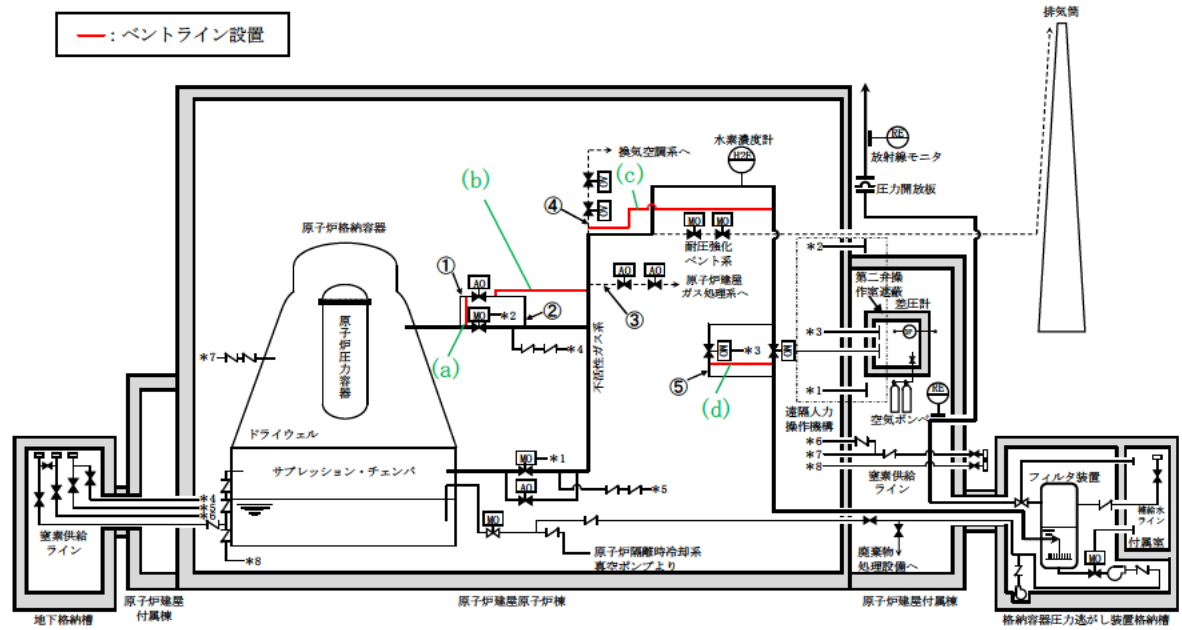 ：ベントライン設置
排気筒
水素濃度計
H2E
RE
放射線モニタ
圧力開放板
換気空調系へ
AO
AO
(b)
(c)
④
原子炉格納容器
MO
MO
耐圧強化
ベント系
*2
①
AO
AO
AO
原子炉建屋
ガス処理系へ
③
第二弁操
作室遮蔽
差圧計
DP
MO
*2
②
原子炉圧力容器
不活性ガス系
*7
*4
(a)
MO
*3
MO
*3
⑤
(d)
*1
RE
空気ボンベ
遠隔人力
操作機構
ドライウェル
*6
*7
*8
窒素供給
ライン
サプレッション・チェンバ
MO
*1
AO
*5
フィルタ装置
補給水
ライン
付属室
*4
*5
*6
窒素供給
ライン
MO
*8
原子炉隔離時冷却系
真空ポンプより
廃棄物
処理設備へ
MO
地下格納槽
原子炉建屋
付属棟
原子炉建屋原子炉棟
原子炉建屋付属棟
格納容器圧力逃がし装置格納槽